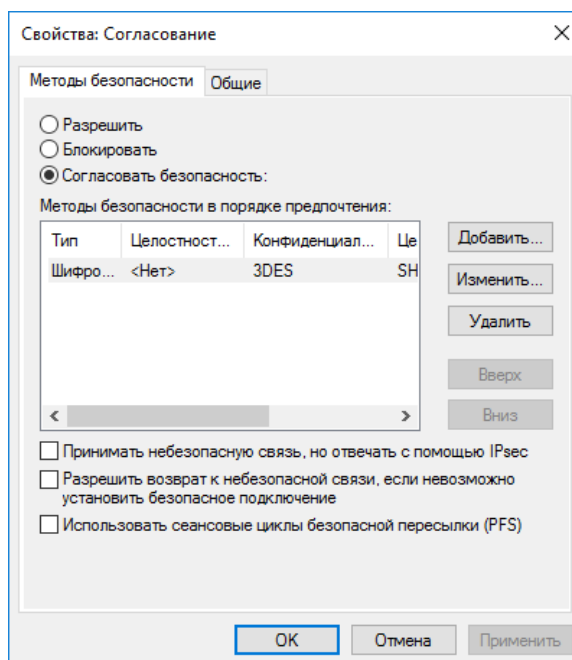 Свойства: Согласование
Методы безопасности
Общие
Разрешить
Блокировать
Согласовать безопасность:
Методы безопасности в порядке предпочтения:
Тип Целостност... Конфиденциал... Це
Шифро... <Нет> 3DES SH
Добавить...
Изменить...
Удалить
Вверх
Вниз
Принимать небезопасную связь, но отвечать с помощью IPsec
Разрешить возврат к небезопасной связи, если невозможно
установить безопасное подключение
Использовать сеансовые циклы безопасной пересылки (PFS)
OK Отмена Применить